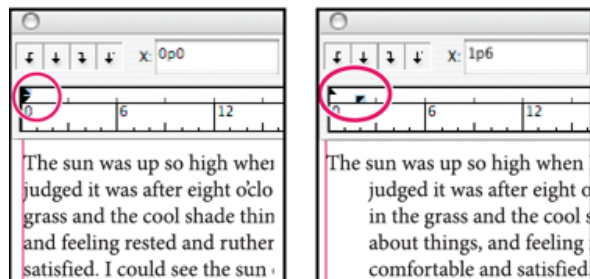 X: 0p0
0 6 12
The sun was up so high when
judged it was after eight o'clo
grass and the cool shade thin
and feeling rested and ruther
satisfied. I could see the sun
X: 1p6
0 6 12
The sun was up so high when
judged it was after eight o
in the grass and the cool s
about things, and feeling
comfortable and satisfied.